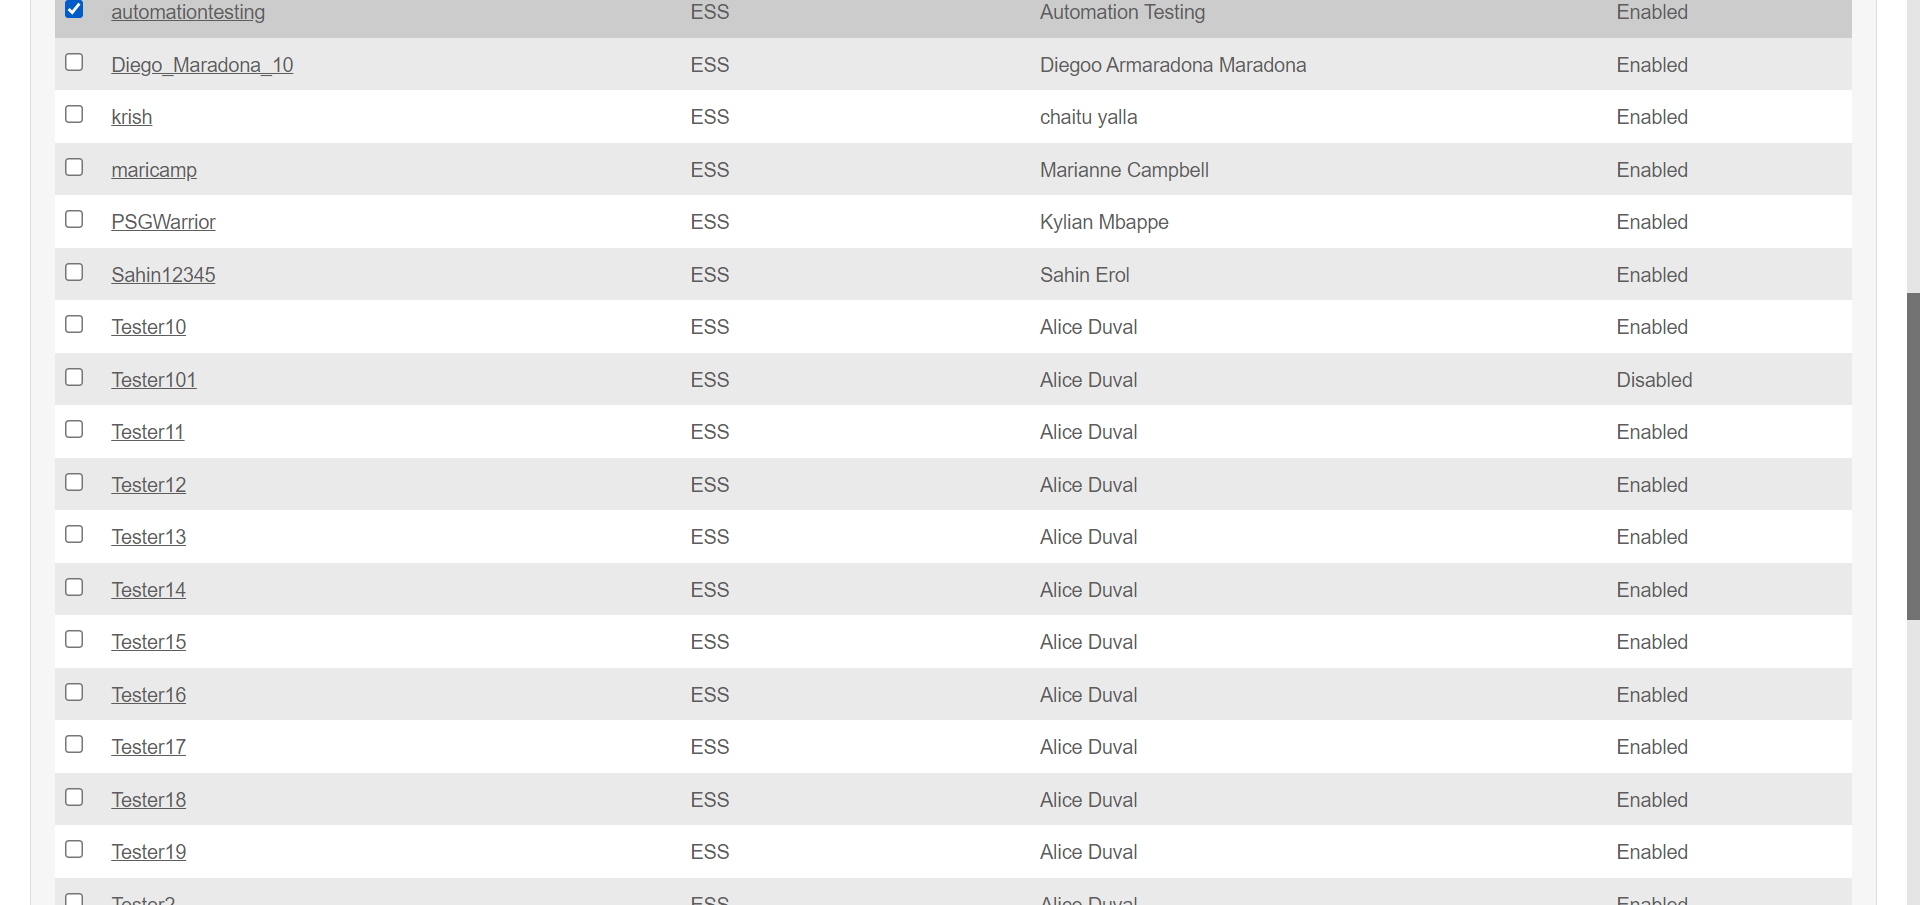 automationtesting ESS Automation Testing Enabled
Diego_Maradona_10 ESS Diegoo Armaradona Maradona Enabled
krish ESS chaitu yalla Enabled
maricamp ESS Marianne Campbell Enabled
PSGWarrior ESS Kylian Mbappe Enabled
Sahin12345 ESS Sahin Erol Enabled
Tester10 ESS Alice Duval Enabled
Tester101 ESS Alice Duval Disabled
Tester11 ESS Alice Duval Enabled
Tester12 ESS Alice Duval Enabled
Tester13 ESS Alice Duval Enabled
Tester14 ESS Alice Duval Enabled
Tester15 ESS Alice Duval Enabled
Tester16 ESS Alice Duval Enabled
Tester17 ESS Alice Duval Enabled
Tester18 ESS Alice Duval Enabled
Tester19 ESS Alice Duval Enabled
Tester2 ESS Alice Duval Enabled